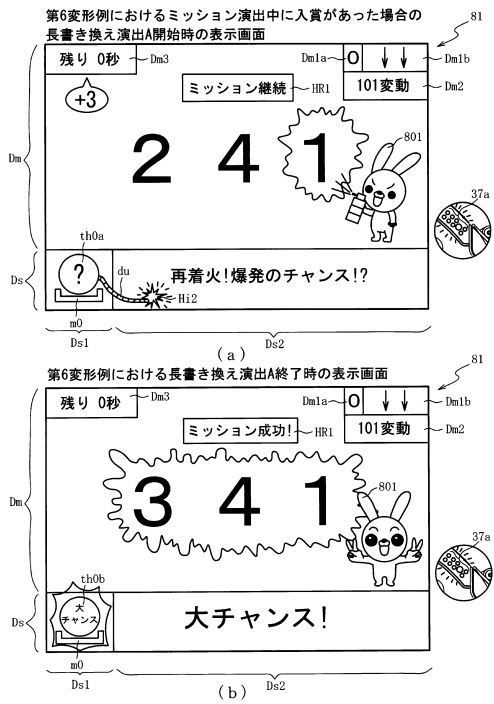 第6変形例におけるミッション演出中に入賞があった場合の
長書き換え演出A開始時の表示画面
81
残り 0秒
Dm3
Dm1a
0
↓ ↓
Dm1b
+3
ミッション継続
HR1
101変動
Dm2
Dm
2 4 1
801
37a
th0a
?
du
再着火!爆発のチャンス!?
Hi2
Ds
m0
Ds1
Ds2
(a)
第6変形例における長書き換え演出A終了時の表示画面
81
残り 0秒
Dm3
Dm1a
0
↓ ↓
Dm1b
ミッション成功!
HR1
101変動
Dm2
Dm
3 4 1
801
37a
th0b
大
チャンス
大チャンス!
Ds
m0
Ds1
Ds2
(b)